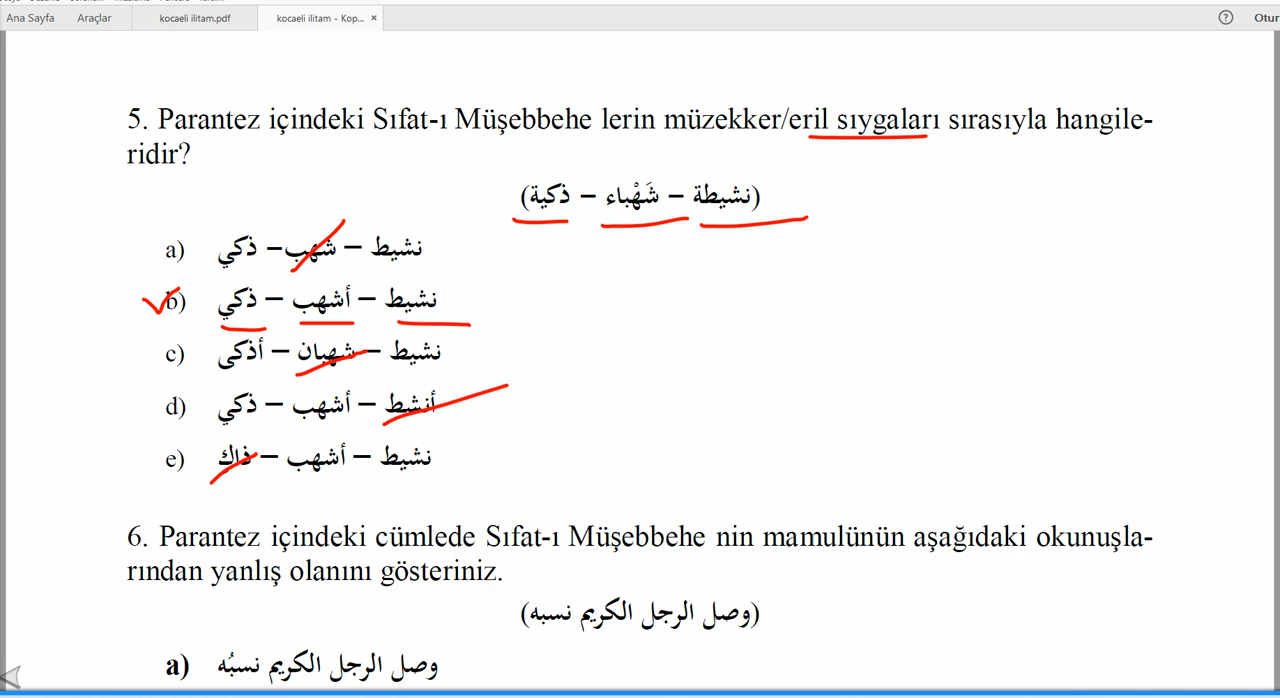 Ana Sayfa Araçlar kocaeli ilitam.pdf kocaeli ilitam - Kop... × ? Otur
5. Parantez içindeki Sıfat-ı Müşebbehe lerin müzekker/eril sıygaları sırasıyla hangile-
ridir?
(نشيطة – شَهْباء – ذكية)
a) نشيط – شهب – ذكي
b) نشيط – أشهب – ذكي
c) نشيط – شهبان – أذكى
d) أنشط – أشهب – ذكي
e) نشيط – أشهب – ذاك
6. Parantez içindeki cümlede Sıfat-ı Müşebbehe nin mamulünün aşağıdaki okunuşla-
rından yanlış olanını gösteriniz.
(وصل الرجل الكريم نسبه)
a) وصل الرجل الكريم نسبُه